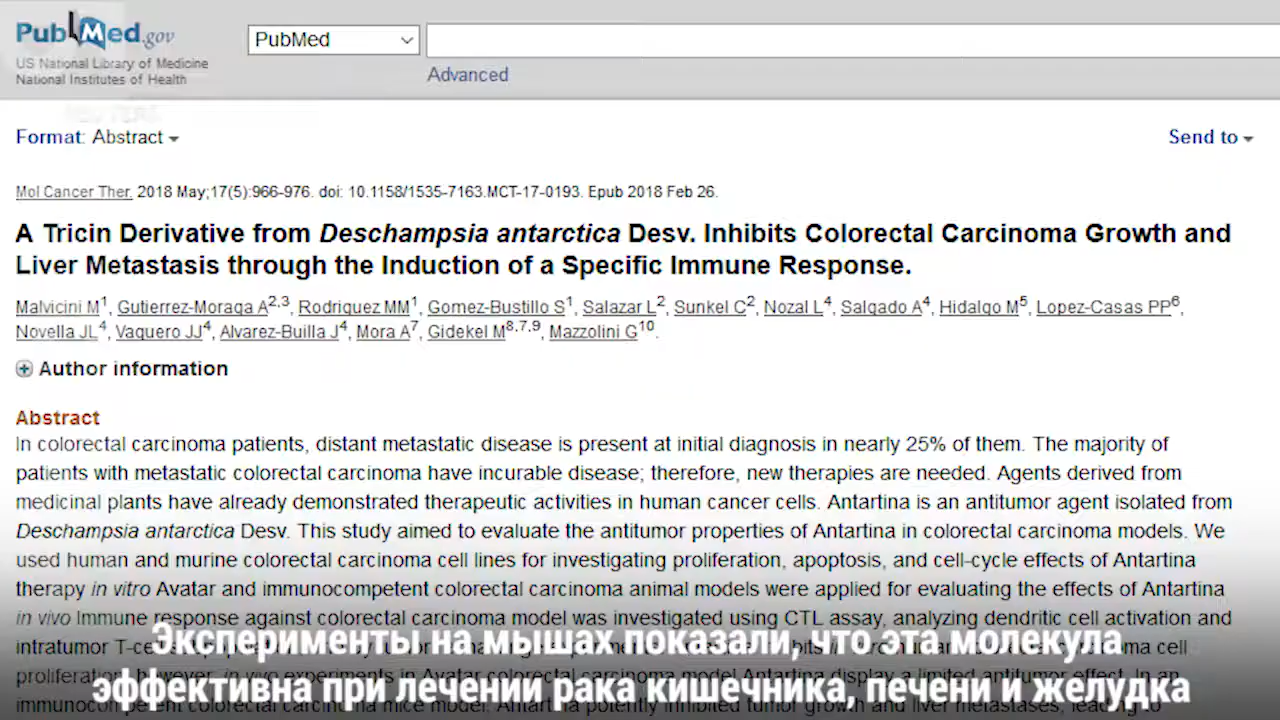 PubMed.gov
US National Library of Medicine
National Institutes of Health
PubMed
Advanced
REUTERS
Format: Abstract
Send to
Mol Cancer Ther. 2018 May;17(5):966-976. doi: 10.1158/1535-7163.MCT-17-0193. Epub 2018 Feb 26.
A Tricin Derivative from Deschampsia antarctica Desv. Inhibits Colorectal Carcinoma Growth and
Liver Metastasis through the Induction of a Specific Immune Response.
Malvicini M1, Gutierrez-Moraga A2,3, Rodriguez MM1, Gomez-Bustillo S1, Salazar L2, Sunkel C2, Nozal L4, Salgado A4, Hidalgo M5, Lopez-Casas PP6,
Novella JL4, Vaquero JJ4, Alvarez-Builla J4, Mora A7, Gidekel M8,7,9, Mazzolini G10.
Author information
Abstract
In colorectal carcinoma patients, distant metastatic disease is present at initial diagnosis in nearly 25% of them. The majority of
patients with metastatic colorectal carcinoma have incurable disease; therefore, new therapies are needed. Agents derived from
medicinal plants have already demonstrated therapeutic activities in human cancer cells. Antartina is an antitumor agent isolated from
Deschampsia antarctica Desv. This study aimed to evaluate the antitumor properties of Antartina in colorectal carcinoma models. We
used human and murine colorectal carcinoma cell lines for investigating proliferation, apoptosis, and cell-cycle effects of Antartina
therapy in vitro Avatar and immunocompetent colorectal carcinoma animal models were applied for evaluating the effects of Antartina
in vivo Immune response against colorectal carcinoma model was investigated using CTL assay, analyzing dendritic cell activation and
intratumor T-cell
Эксперименты на мышах показали, что эта молекула
эффективна при лечении рака кишечника, печени и желудка